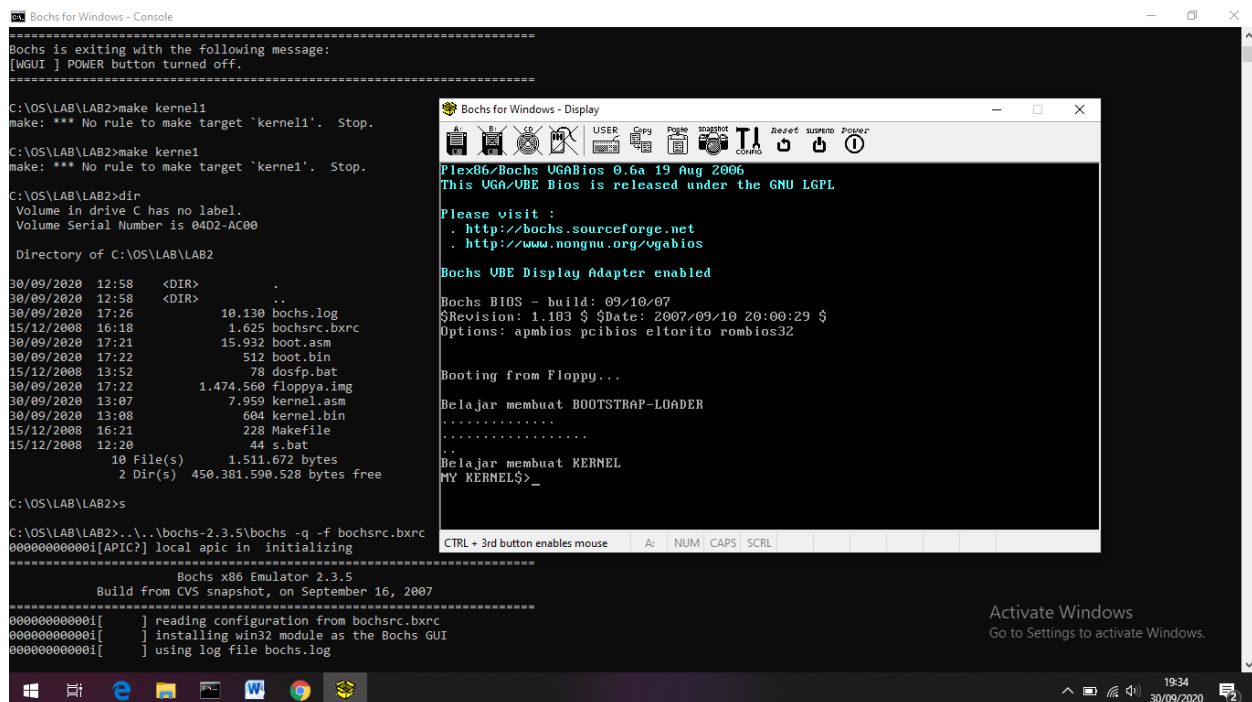 Bochs for Windows - Console
==========================================================================
Bochs is exiting with the following message:
[WGUI ] POWER button turned off.
==========================================================================
C:\OS\LAB\LAB2>make kernel1
make: *** No rule to make target `kernel1'.  Stop.
C:\OS\LAB\LAB2>make kerne1
make: *** No rule to make target `kerne1'.  Stop.
C:\OS\LAB\LAB2>dir
 Volume in drive C has no label.
 Volume Serial Number is 04D2-AC00
 Directory of C:\OS\LAB\LAB2
30/09/2020  12:58    <DIR>          .
30/09/2020  12:58    <DIR>          ..
30/09/2020  17:26            10.130 bochs.log
15/12/2008  16:18             1.625 bochsrc.bxrc
30/09/2020  17:21            15.932 boot.asm
30/09/2020  17:22               512 boot.bin
15/12/2008  13:52                78 dosfp.bat
30/09/2020  17:22         1.474.560 floppya.img
30/09/2020  13:07             7.959 kernel.asm
30/09/2020  13:08               604 kernel.bin
15/12/2008  16:21               228 Makefile
15/12/2008  12:20                44 s.bat
              10 File(s)      1.511.672 bytes
               2 Dir(s)  450.381.590.528 bytes free
C:\OS\LAB\LAB2>s
C:\OS\LAB\LAB2>..\..\bochs-2.3.5\bochs -q -f bochsrc.bxrc
00000000000i[APIC?] local apic in  initializing
==========================================================================
Bochs x86 Emulator 2.3.5
Build from CVS snapshot, on September 16, 2007
==========================================================================
00000000000i[     ] reading configuration from bochsrc.bxrc
00000000000i[     ] installing win32 module as the Bochs GUI
00000000000i[     ] using log file bochs.log
Bochs for Windows - Display
A: B: CD USER Copy Paste snapshot CONFIG Reset SUSPEND Power
Plex86/Bochs VGABios 0.6a 19 Aug 2006
This VGA/VBE Bios is released under the GNU LGPL
Please visit :
 . http://bochs.sourceforge.net
 . http://www.nongnu.org/vgabios
Bochs VBE Display Adapter enabled
Bochs BIOS - build: 09/10/07
$Revision: 1.183 $ $Date: 2007/09/10 20:00:29 $
Options: apmbios pcibios eltorito rombios32
Booting from Floppy...
Belajar membuat BOOTSTRAP-LOADER
..............
..................
..
Belajar membuat KERNEL
MY KERNEL$>_
CTRL + 3rd button enables mouse A: NUM CAPS SCRL
Activate Windows
Go to Settings to activate Windows.
19:34
30/09/2020
2